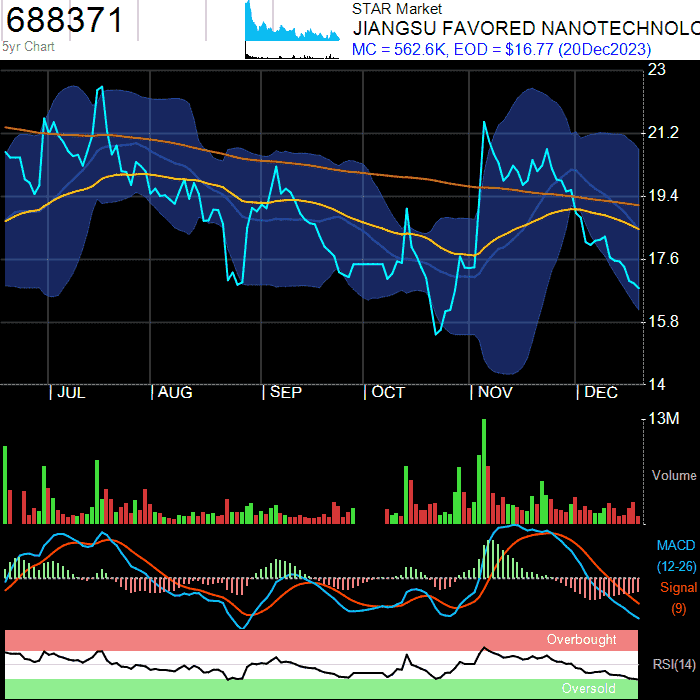 688371
5yr Chart
STAR Market
JIANGSU FAVORED NANOTECHNOLO
MC = 562.6K, EOD = $16.77 (20Dec2023)
23
21.2
19.4
17.6
15.8
14
| JUL | AUG | SEP | OCT | NOV | DEC
13M
Volume
MACD
(12-26)
Signal
(9)
Overbought
RSI(14)
Oversold